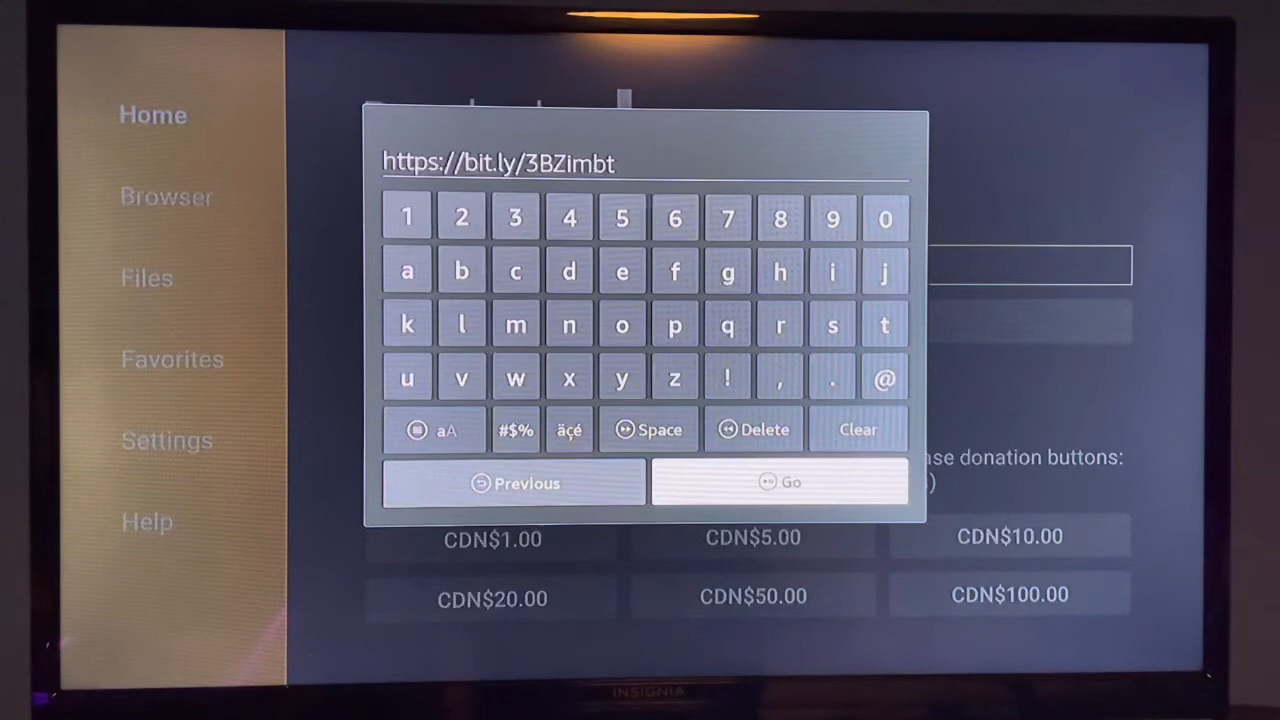 Home
Browser
Files
Favorites
Settings
Help
https://bit.ly/3BZimbt
1 2 3 4 5 6 7 8 9 0
a b c d e f g h i j
k l m n o p q r s t
u v w x y z ! , . @
aA #$% äçé Space Delete Clear
Previous Go
donation buttons:
)
CDN$1.00 CDN$5.00 CDN$10.00
CDN$20.00 CDN$50.00 CDN$100.00
INSIGNIA